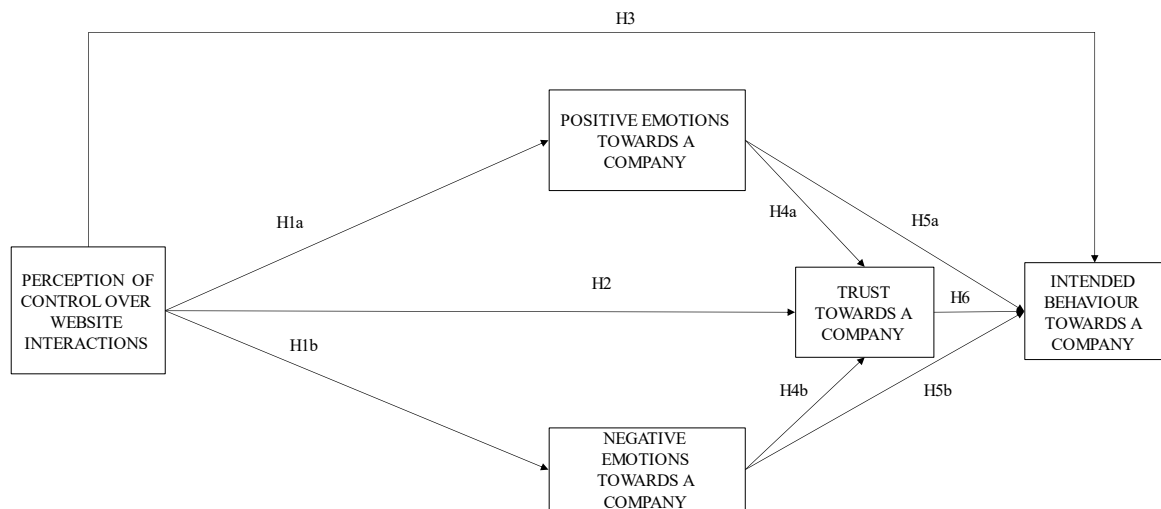 H3
POSITIVE EMOTIONS
TOWARDS A
COMPANY
H1a
H4a
H5a
PERCEPTION OF
CONTROL OVER
WEBSITE
INTERACTIONS
H2
TRUST
TOWARDS A
COMPANY
H6
INTENDED
BEHAVIOUR
TOWARDS A
COMPANY
H1b
H4b
H5b
NEGATIVE
EMOTIONS
TOWARDS A
COMPANY